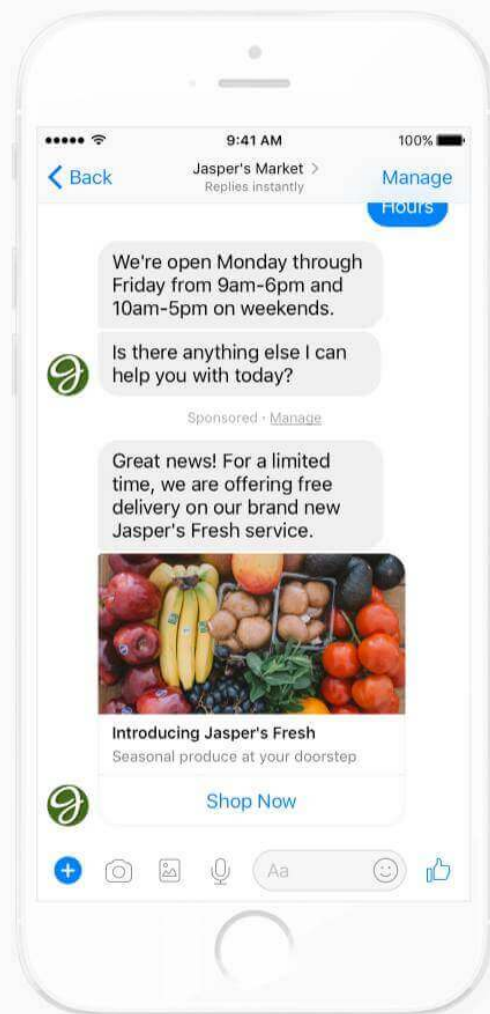 9:41 AM
100%
Back
Jasper's Market >
Replies instantly
Manage
Hours
We're open Monday through
Friday from 9am-6pm and
10am-5pm on weekends.
Is there anything else I can
help you with today?
Sponsored · Manage
Great news! For a limited
time, we are offering free
delivery on our brand new
Jasper's Fresh service.
Introducing Jasper's Fresh
Seasonal produce at your doorstep
Shop Now
Aa